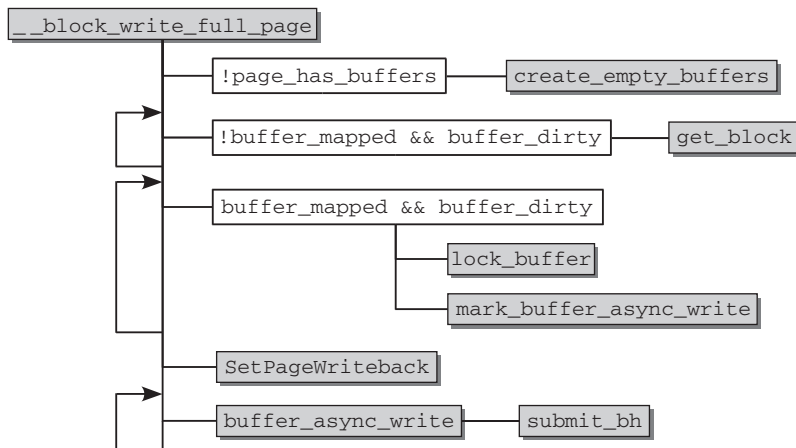 __block_write_full_page
!page_has_buffers create_empty_buffers
!buffer_mapped && buffer_dirty get_block
buffer_mapped && buffer_dirty
lock_buffer
mark_buffer_async_write
SetPageWriteback
buffer_async_write submit_bh